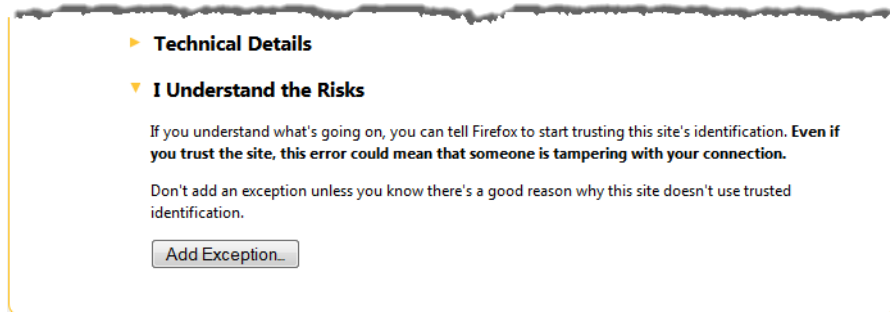 Technical Details
I Understand the Risks
If you understand what's going on, you can tell Firefox to start trusting this site's identification. Even if
you trust the site, this error could mean that someone is tampering with your connection.
Don't add an exception unless you know there's a good reason why this site doesn't use trusted
identification.
Add Exception...